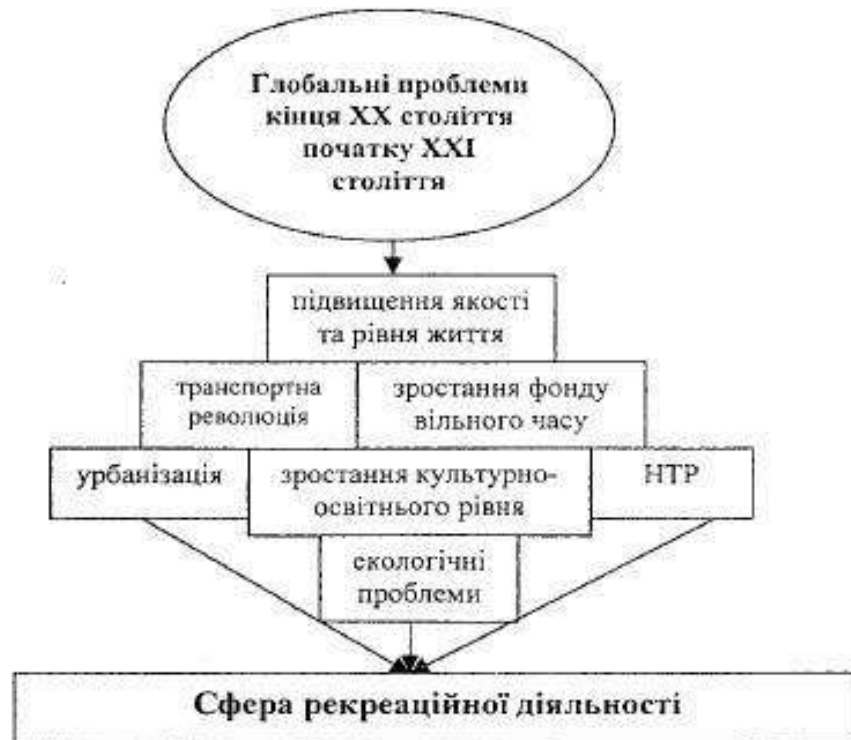 Глобальні проблеми
кінця XX століття
початку XXI
століття
підвищення якості
та рівня життя
транспортна
революція
зростання фонду
вільного часу
урбанізація
зростання культурно-
освітнього рівня
НТР
екологічні
проблеми
Сфера рекреаційної діяльності